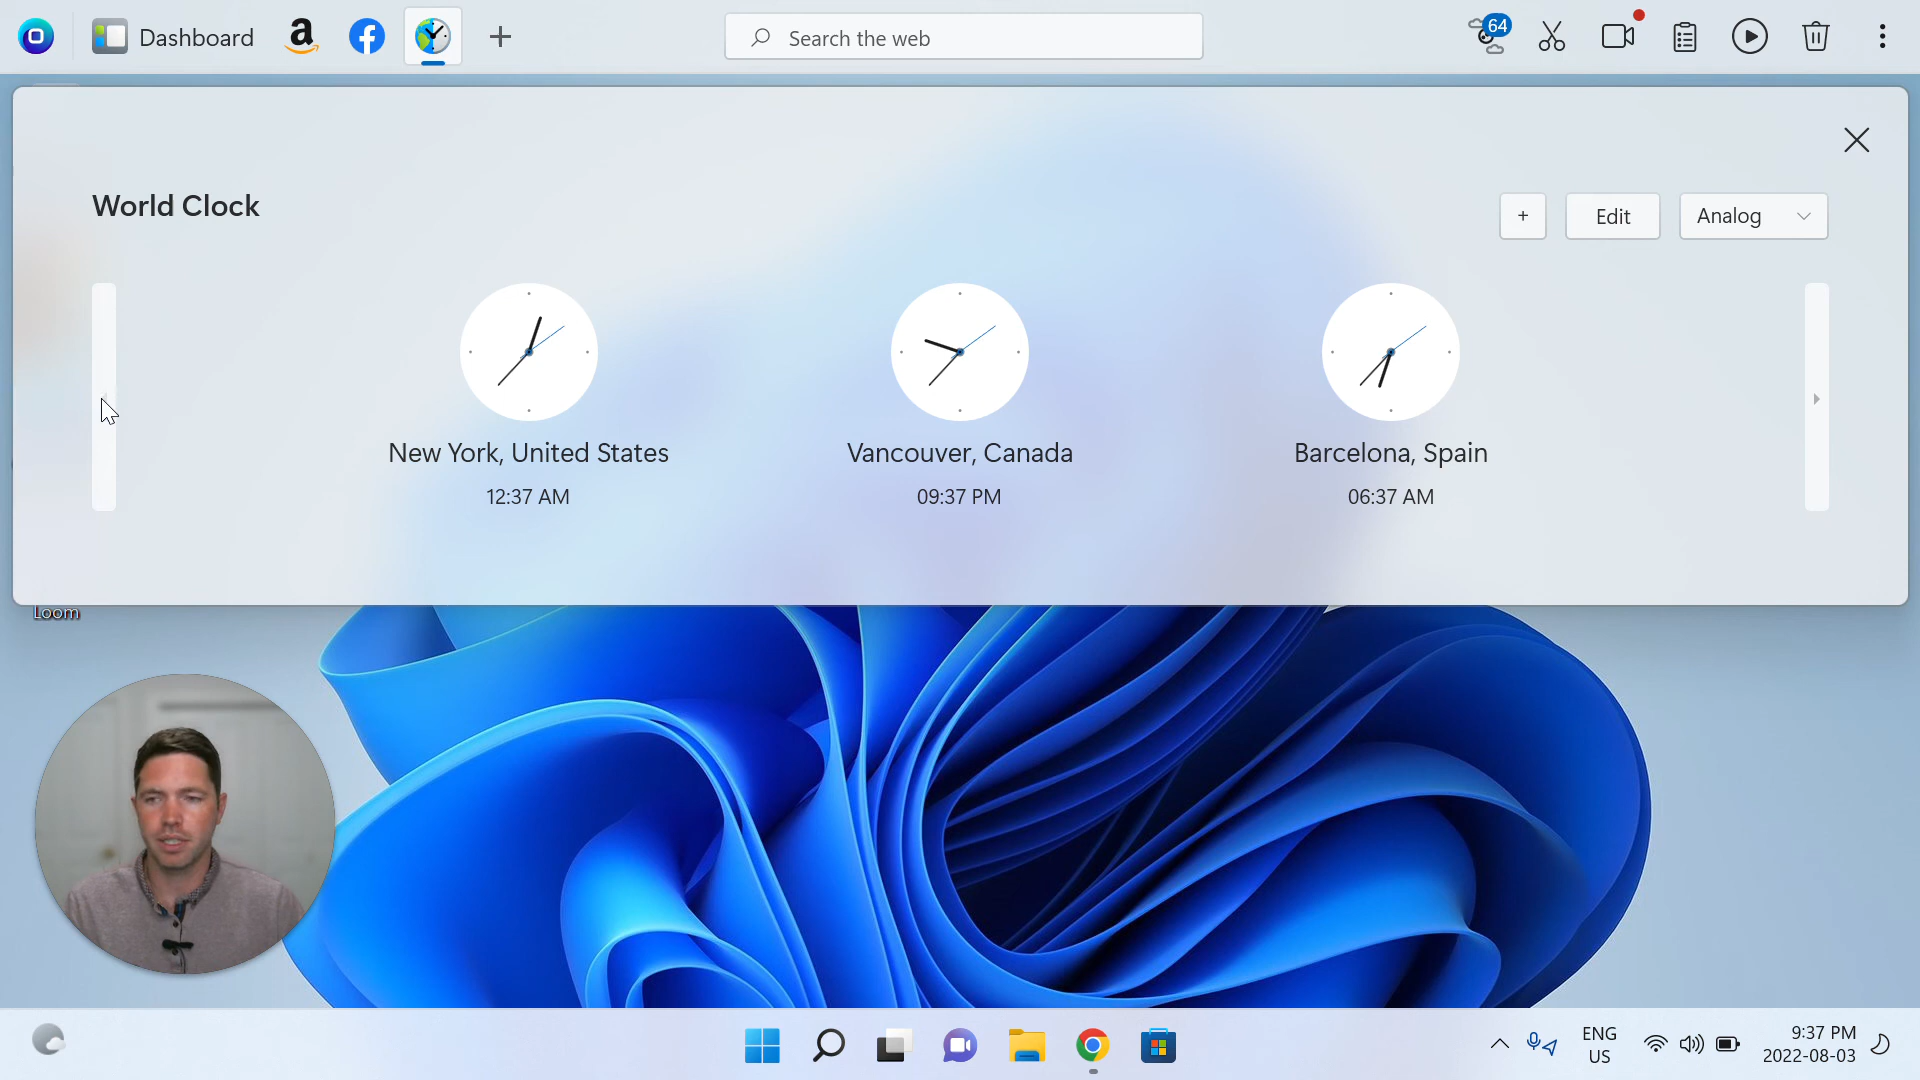 Dashboard
a
Search the web
64
World Clock
+
Edit
Analog
New York, United States
12:37 AM
Vancouver, Canada
09:37 PM
Barcelona, Spain
06:37 AM
Loom
ENG
US
9:37 PM
2022-08-03